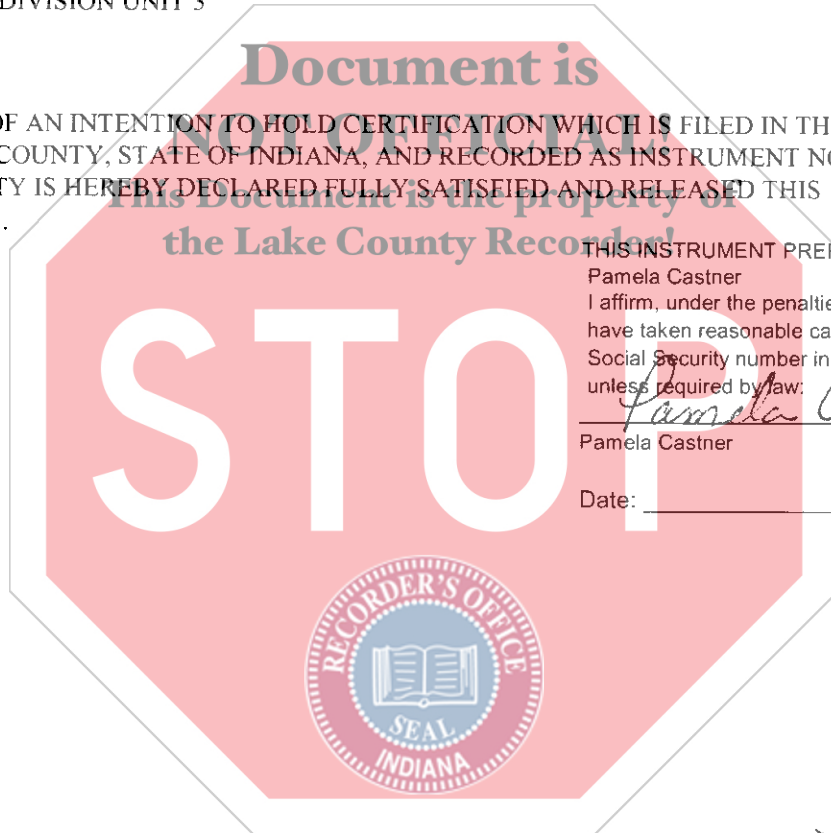 DIVISION UNIT 3
Document is
OF AN INTENTION TO HOLD CERTIFICATION WHICH IS FILED IN TH
NOT OFFICIAL!
COUNTY, STATE OF INDIANA, AND RECORDED AS INSTRUMENT NO
TY IS HEREBY DECLARED FULLY SATISFIED AND RELEASED THIS
This Document is the property of
the Lake County Recorder!
THIS INSTRUMENT PREP
Pamela Castner
I affirm, under the penaltie
have taken reasonable ca
Social Security number in
unless required by law:
Pamela C
Pamela Castner
Date:
STOP
RECORDER'S OFFICE
SEAL
INDIANA